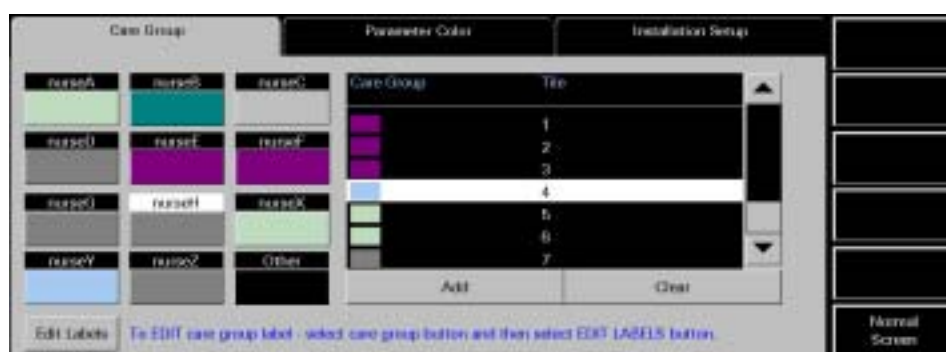 Care Group Parameter Color Installation Setup
nurseA nurseB nurseC Care Group Tile
1
nurseD nurseE nurseF 2
3
nurseG nurseH nurseX 4
5
6
nurseY nurseZ Other 7
Add Clear
Edit Labels To EDIT care group label - select care group button and then select EDIT LABELS button. Normal
Screen